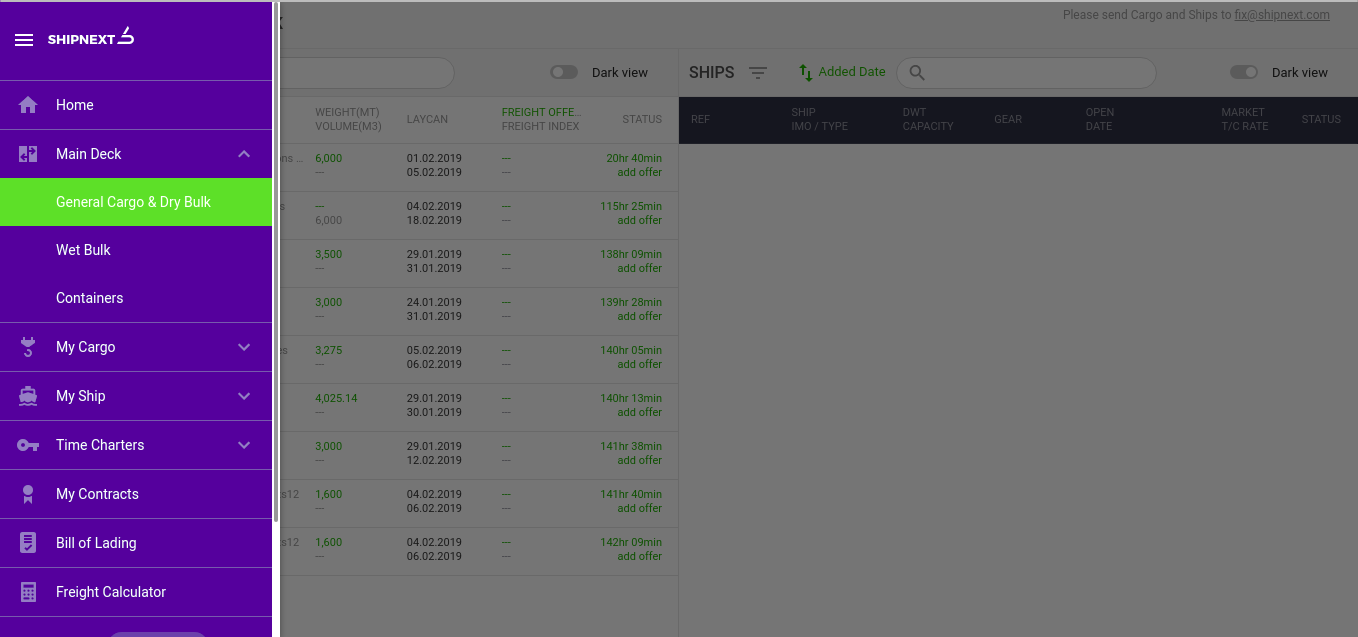 SHIPNEXT
Please send Cargo and Ships to fix@shipnext.com
Home
Main Deck
General Cargo & Dry Bulk
Wet Bulk
Containers
My Cargo
My Ship
Time Charters
My Contracts
Bill of Lading
Freight Calculator
Dark view
WEIGHT(MT) LAYCAN FREIGHT OFFE... STATUS
VOLUME(M3) FREIGHT INDEX
6,000 01.02.2019 --- 20hr 40min
--- 05.02.2019 --- add offer
--- 04.02.2019 --- 115hr 25min
6,000 18.02.2019 --- add offer
3,500 29.01.2019 --- 138hr 09min
--- 31.01.2019 --- add offer
3,000 24.01.2019 --- 139hr 28min
--- 31.01.2019 --- add offer
3,275 05.02.2019 --- 140hr 05min
--- 06.02.2019 --- add offer
4,025.14 29.01.2019 --- 140hr 13min
--- 30.01.2019 --- add offer
3,000 29.01.2019 --- 141hr 38min
--- 12.02.2019 --- add offer
1,600 04.02.2019 --- 141hr 40min
--- 06.02.2019 --- add offer
1,600 04.02.2019 --- 142hr 09min
--- 06.02.2019 --- add offer
SHIPS Added Date Dark view
REF SHIP DWT GEAR OPEN MARKET STATUS
IMO / TYPE CAPACITY DATE T/C RATE